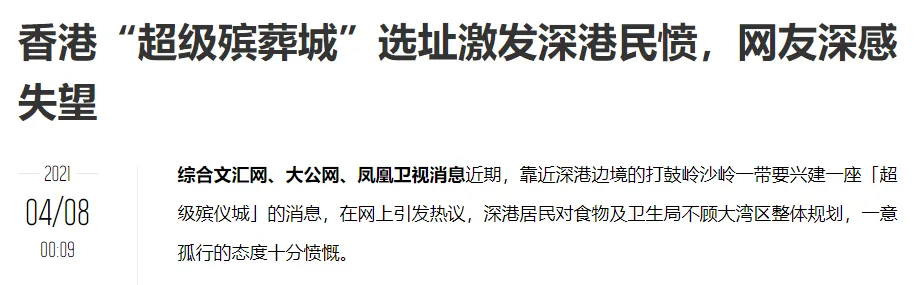 香港“超级殡葬城”选址激发深港民愤，网友深感
失望
2021
04/08
00:09
综合文汇网、大公网、凤凰卫视消息近期，靠近深港边境的打鼓岭沙岭一带要兴建一座「超
级殡仪城」的消息，在网上引发热议，深港居民对食物及卫生局不顾大湾区整体规划，一意
孤行的态度十分愤慨。